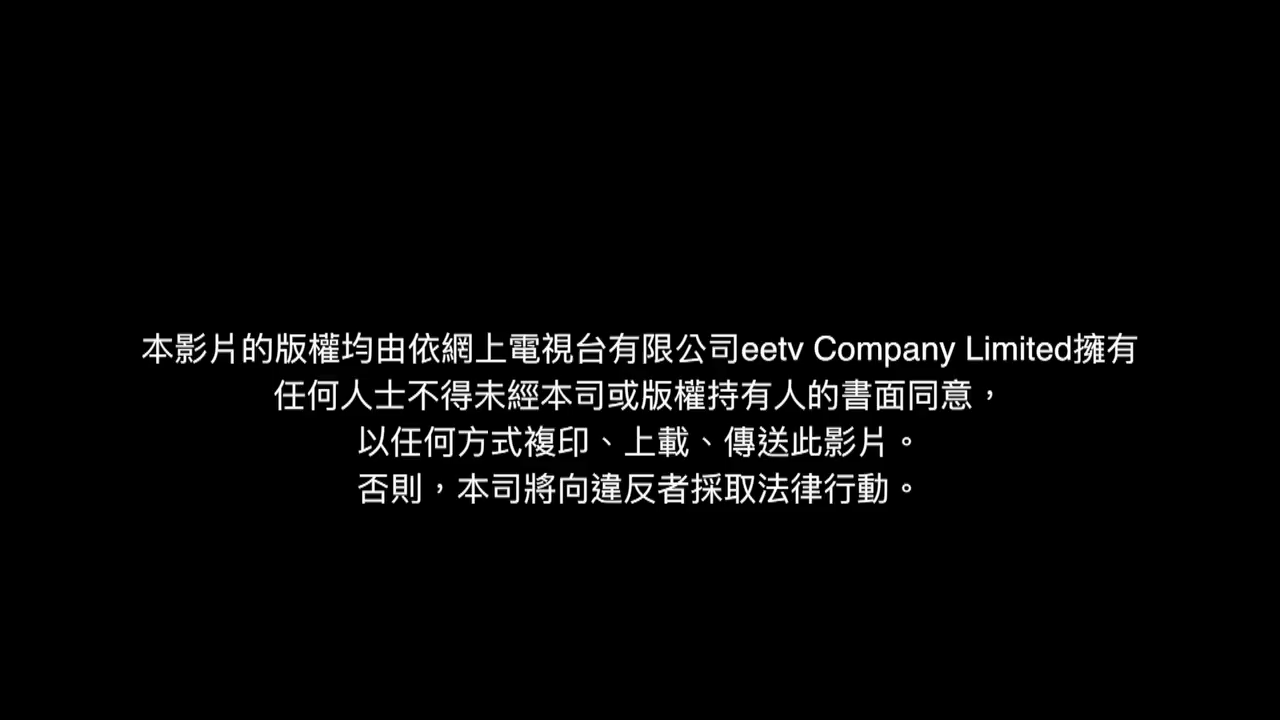 本影片的版權均由依網上電視台有限公司eetv Company Limited擁有
任何人士不得未經本司或版權持有人的書面同意，
以任何方式複印、上載、傳送此影片。
否則，本司將向違反者採取法律行動。